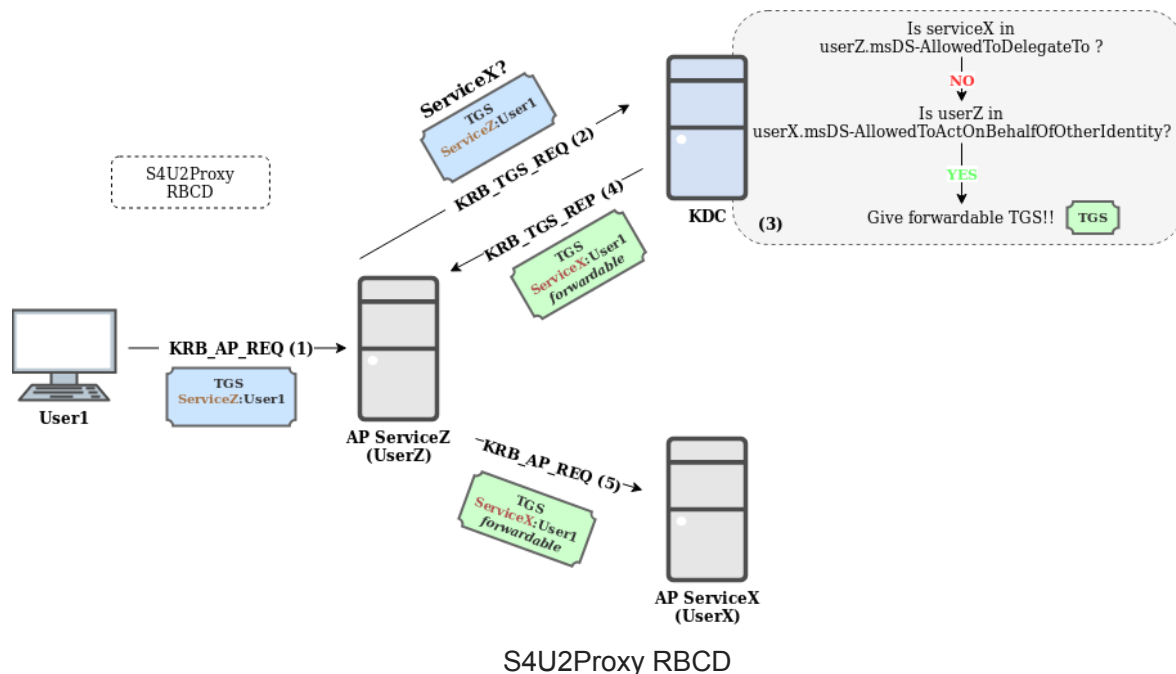 Is serviceX in
userZ.msDS-AllowedToDelegateTo ?
NO
Is userZ in
userX.msDS-AllowedToActOnBehalfOfOtherIdentity?
YES
Give forwardable TGS!!
TGS
(3)
KDC
ServiceX?
TGS
ServiceZ:User1
KRB_TGS_REQ (2)
KRB_TGS_REP (4)
TGS
ServiceX:User1
forwardable
S4U2Proxy
RBCD
User1
KRB_AP_REQ (1)
TGS
ServiceZ:User1
AP ServiceZ
(UserZ)
KRB_AP_REQ (5)
TGS
ServiceX:User1
forwardable
AP ServiceX
(UserX)
S4U2Proxy RBCD